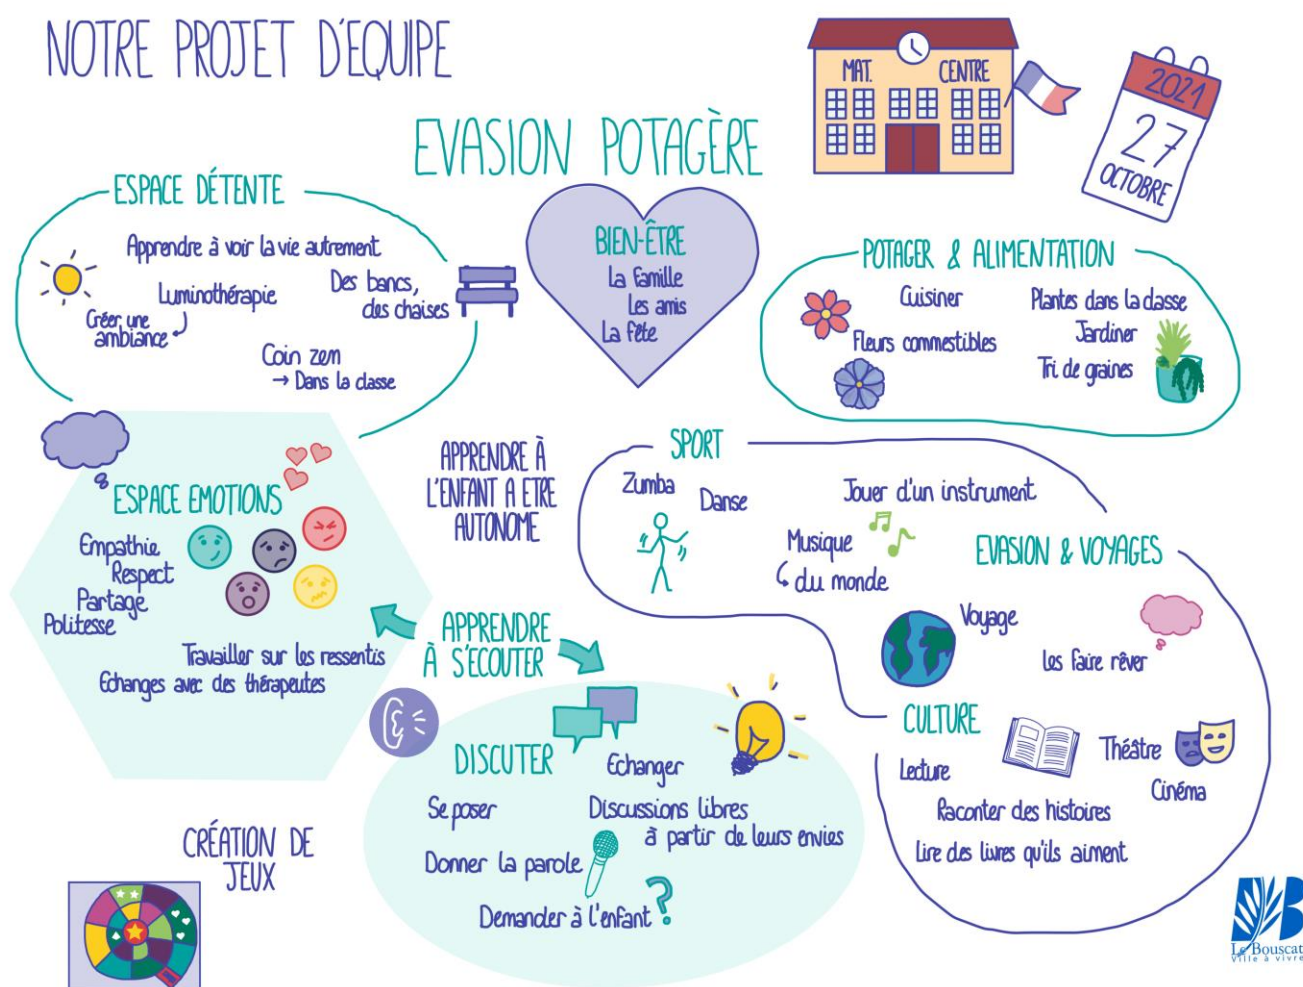 NOTRE PROJET D'EQUIPE
MAT.
CENTRE
2021
27
OCTOBRE
EVASION POTAGÈRE
ESPACE DÉTENTE
Apprendre à voir la vie autrement
Luminothérapie
Créer une
ambiance
Des bancs,
des chaises
Coin zen
→ Dans la classe
BIEN-ÊTRE
La famille
Les amis
La fête
POTAGER & ALIMENTATION
Cuisiner
Fleurs commestibles
Plantes dans la classe
Jardiner
Tri de graines
ESPACE EMOTIONS
Empathie
Respect
Partage
Politesse
Travailler sur les ressentis
Echanges avec des thérapeutes
APPRENDRE À
L'ENFANT A ETRE
AUTONOME
SPORT
Zumba
Danse
Jouer d'un instrument
Musique
du monde
EVASION & VOYAGES
Voyage
Les faire rêver
APPRENDRE
À S'ECOUTER
CULTURE
Lecture
Théâtre
Cinéma
Raconter des histoires
Lire des livres qu'ils aiment
DISCUTER
Echanger
Se poser
Discussions libres
à partir de leurs envies
Donner la parole
Demander à l'enfant ?
CRÉATION DE
JEUX
B
Le Bouscat
Ville à vivre